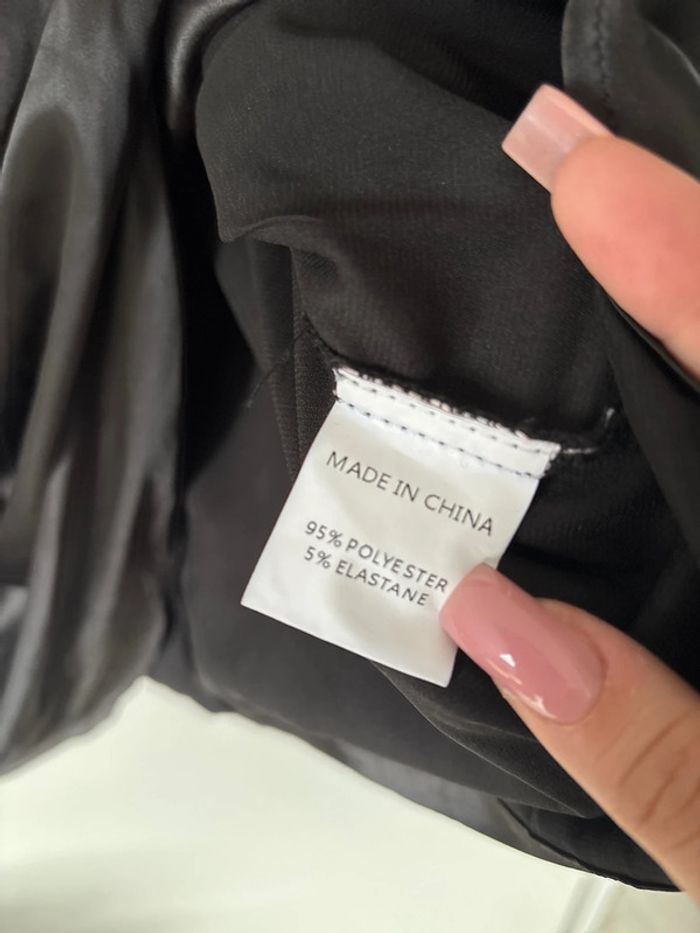 MADE IN CHINA
95% POLYESTER
5% ELASTANE